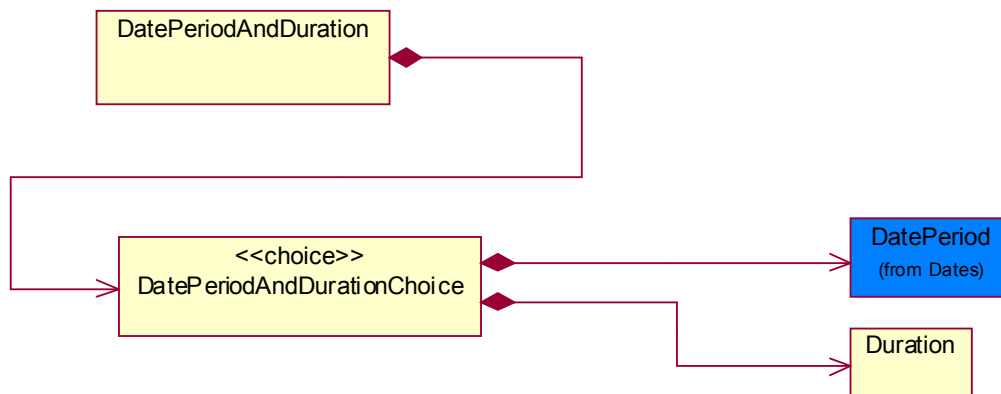 DatePeriodAndDuration
<<choice>>
DatePeriodAndDurationChoice
DatePeriod
(from Dates)
Duration